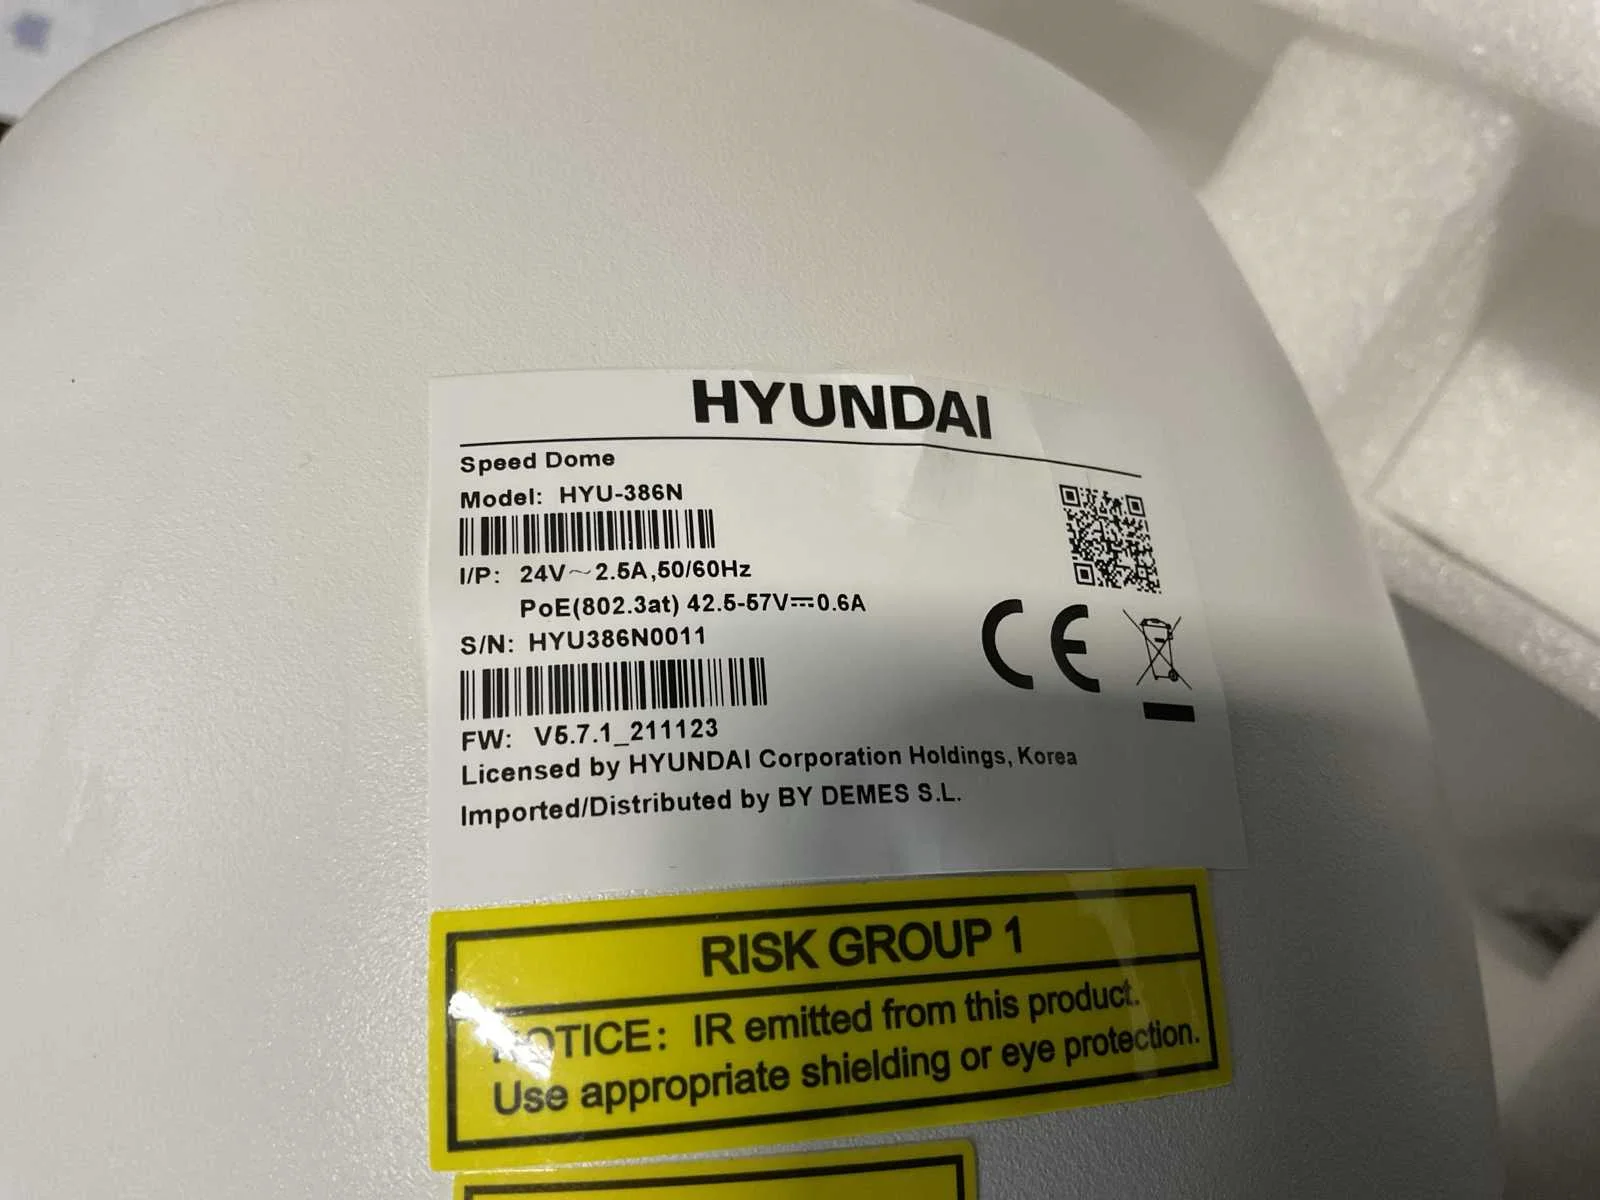 HYUNDAI
Speed Dome
Model: HYU-386N
I/P: 24V~2.5A,50/60Hz
PoE(802.3at) 42.5-57V⎓0.6A
S/N: HYU386N0011
FW: V5.7.1_211123
Licensed by HYUNDAI Corporation Holdings, Korea
Imported/Distributed by BY DEMES S.L.
CE
RISK GROUP 1
NOTICE: IR emitted from this product.
Use appropriate shielding or eye protection.